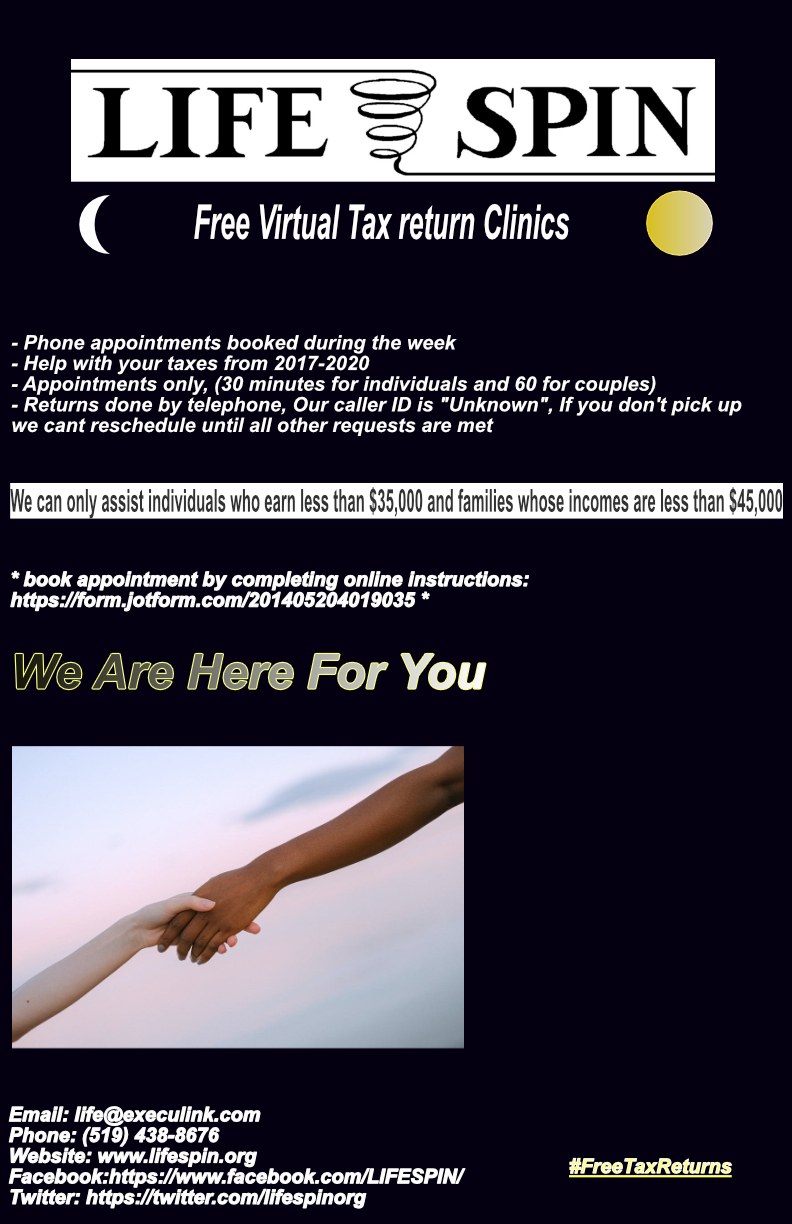 LIFE SPIN
Free Virtual Tax return Clinics
- Phone appointments booked during the week
- Help with your taxes from 2017-2020
- Appointments only, (30 minutes for individuals and 60 for couples)
- Returns done by telephone, Our caller ID is "Unknown", If you don't pick up
we cant reschedule until all other requests are met
We can only assist individuals who earn less than $35,000 and families whose incomes are less than $45,000
* book appointment by completing online instructions:
https://form.jotform.com/201405204019035 *
We Are Here For You
Email: life@execulink.com
Phone: (519) 438-8676
Website: www.lifespin.org
Facebook:https://www.facebook.com/LIFESPIN/
Twitter: https://twitter.com/lifespinorg
#FreeTaxReturns